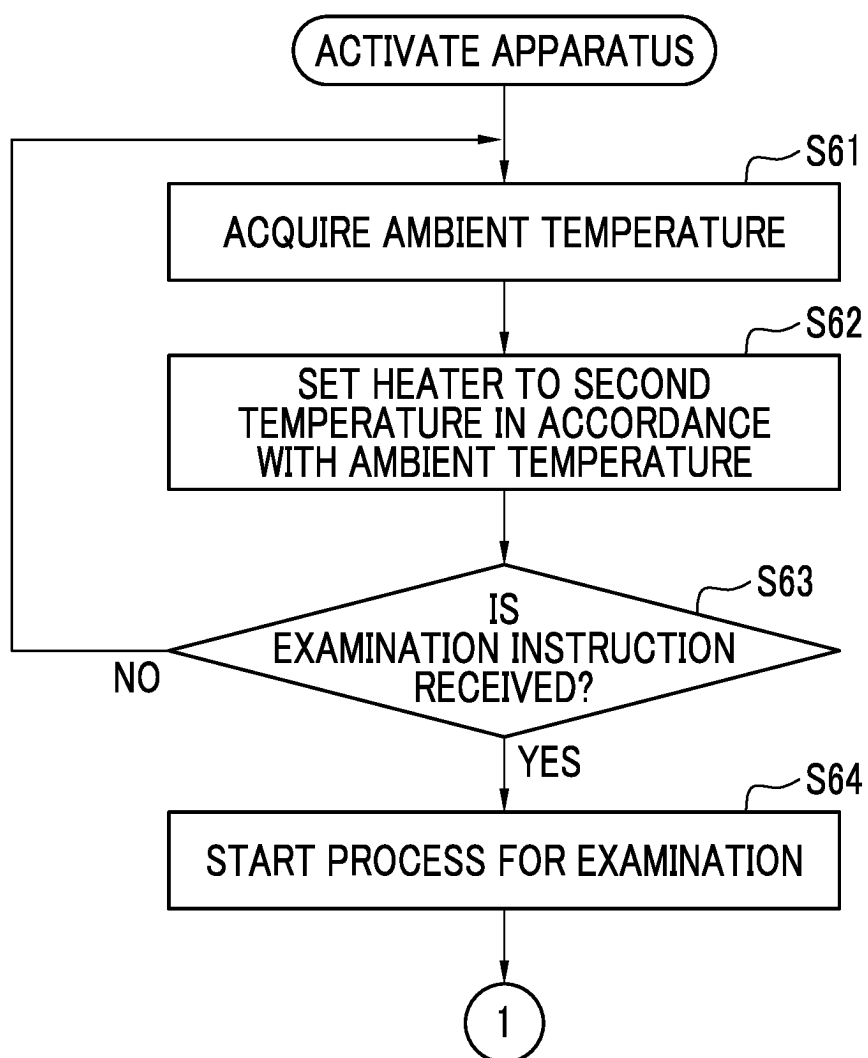 ACTIVATE APPARATUS
S61
ACQUIRE AMBIENT TEMPERATURE
S62
SET HEATER TO SECOND
TEMPERATURE IN ACCORDANCE
WITH AMBIENT TEMPERATURE
S63
IS
EXAMINATION INSTRUCTION
RECEIVED?
NO
YES
S64
START PROCESS FOR EXAMINATION
1